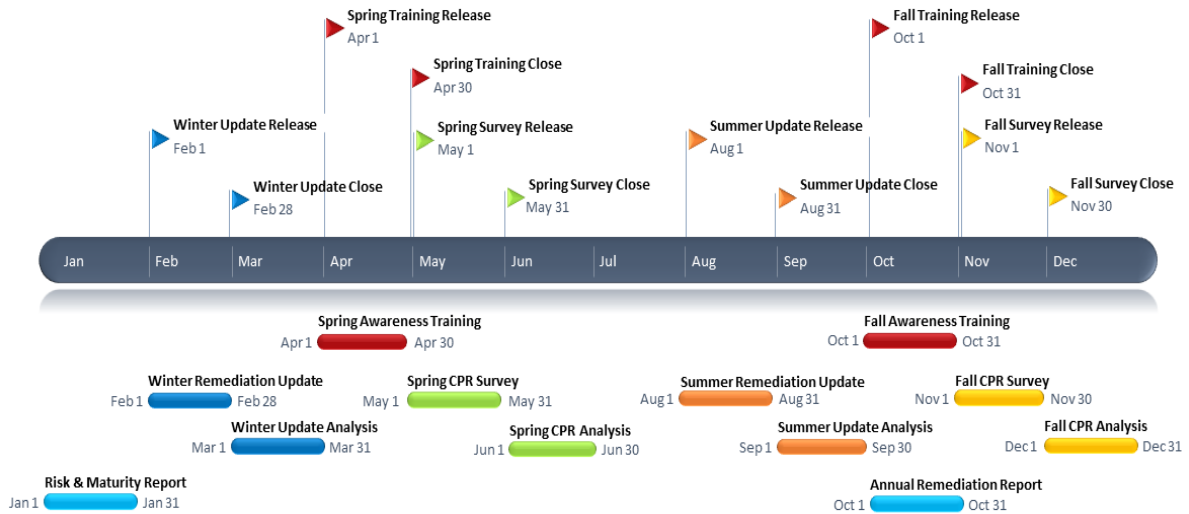 Spring Training Release
Apr 1
Fall Training Release
Oct 1
Spring Training Close
Apr 30
Fall Training Close
Oct 31
Winter Update Release
Feb 1
Spring Survey Release
May 1
Summer Update Release
Aug 1
Fall Survey Release
Nov 1
Winter Update Close
Feb 28
Spring Survey Close
May 31
Summer Update Close
Aug 31
Fall Survey Close
Nov 30
Jan Feb Mar Apr May Jun Jul Aug Sep Oct Nov Dec
Spring Awareness Training
Apr 1 Apr 30
Fall Awareness Training
Oct 1 Oct 31
Winter Remediation Update
Feb 1 Feb 28
Spring CPR Survey
May 1 May 31
Summer Remediation Update
Aug 1 Aug 31
Fall CPR Survey
Nov 1 Nov 30
Winter Update Analysis
Mar 1 Mar 31
Spring CPR Analysis
Jun 1 Jun 30
Summer Update Analysis
Sep 1 Sep 30
Fall CPR Analysis
Dec 1 Dec 31
Risk & Maturity Report
Jan 1 Jan 31
Annual Remediation Report
Oct 1 Oct 31